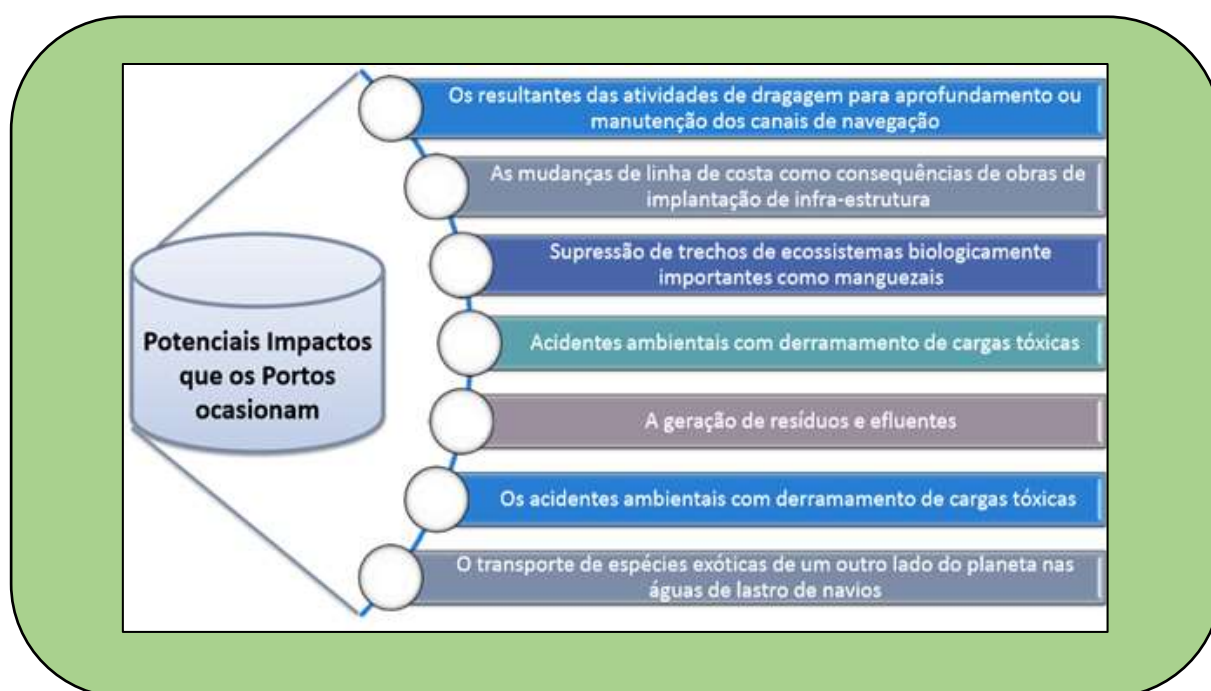 Potenciais Impactos
que os Portos
ocasionam
Os resultantes das atividades de dragagem para aprofundamento ou
manutenção dos canais de navegação
As mudanças de linha de costa como consequências de obras de
implantação de infra-estrutura
Supressão de trechos de ecossistemas biologicamente
importantes como manguezais
Acidentes ambientais com derramamento de cargas tóxicas
A geração de resíduos e efluentes
Os acidentes ambientais com derramamento de cargas tóxicas
O transporte de espécies exóticas de um outro lado do planeta nas
águas de lastro de navios